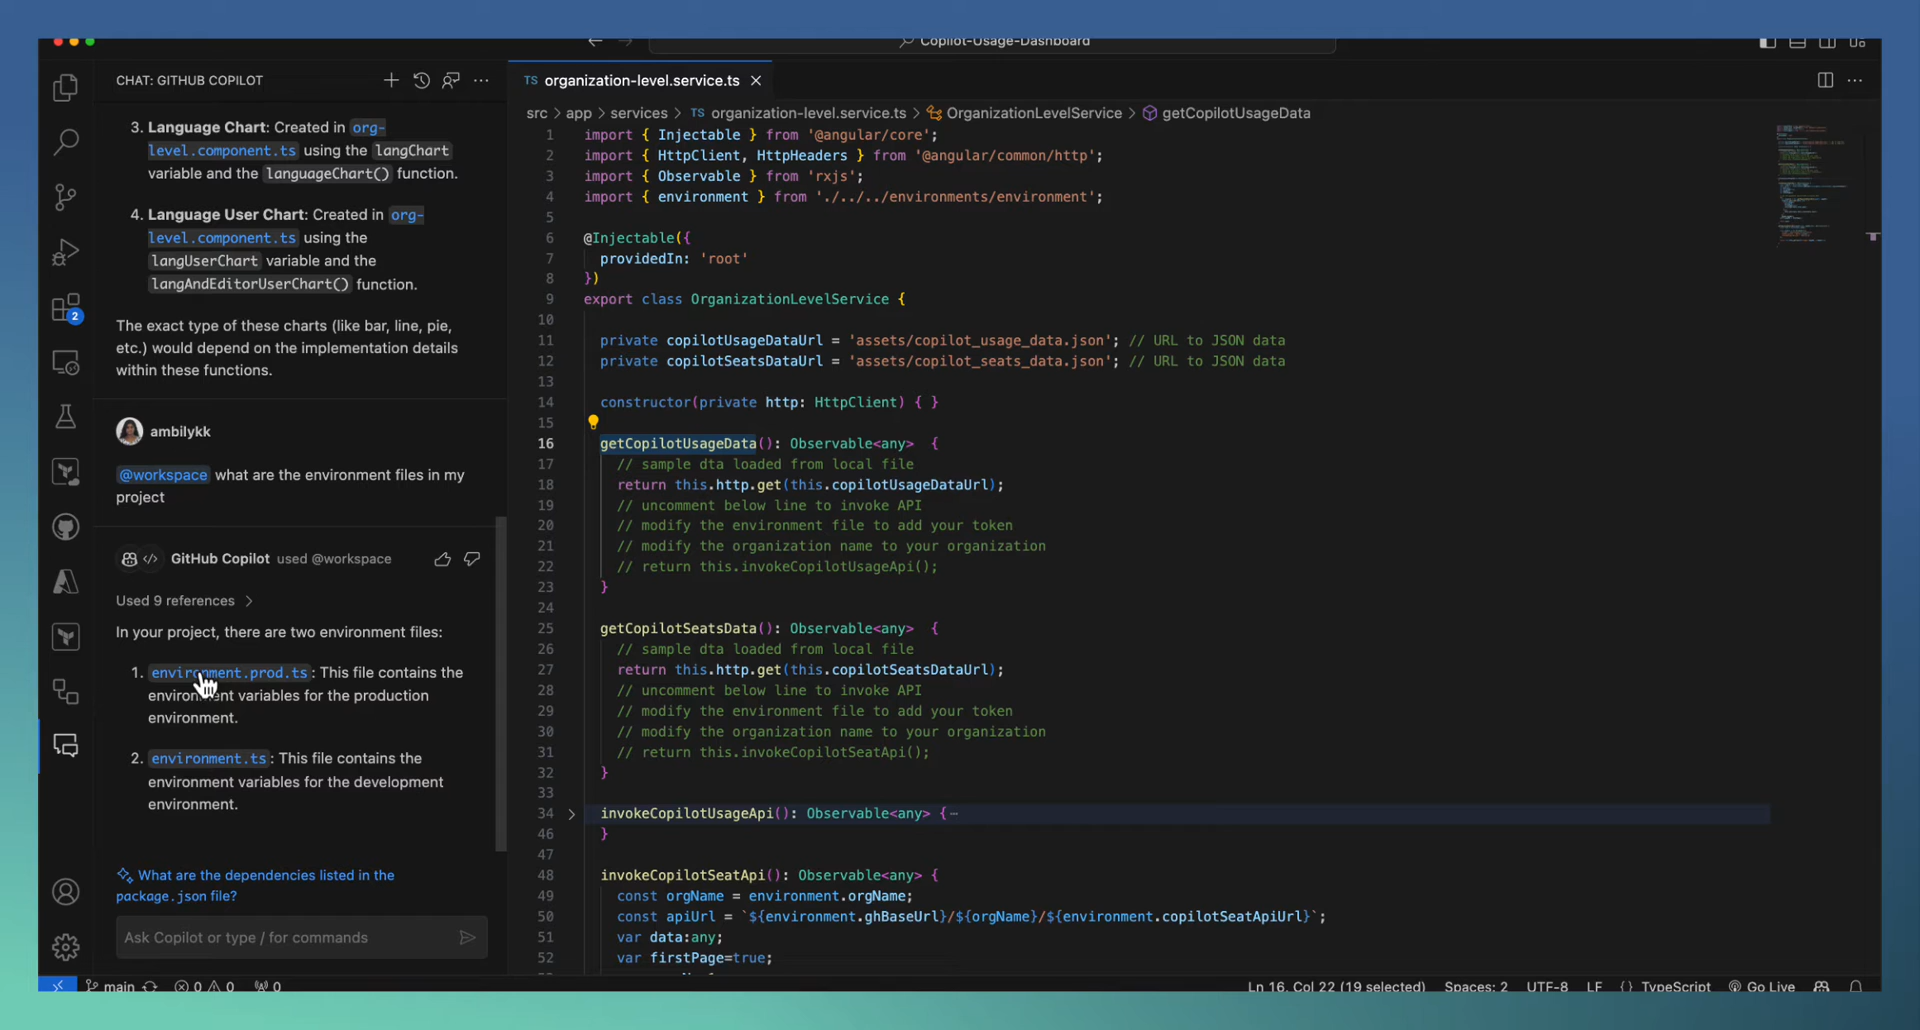 Copilot-Usage-Dashboard
CHAT: GITHUB COPILOT
3. Language Chart: Created in org-
level.component.ts using the langChart
variable and the languageChart() function.
4. Language User Chart: Created in org-
level.component.ts using the
langUserChart variable and the
langAndEditorUserChart() function.
The exact type of these charts (like bar, line, pie,
etc.) would depend on the implementation details
within these functions.
ambilykk
@workspace what are the environment files in my
project
GitHub Copilot used @workspace
Used 9 references >
In your project, there are two environment files:
1. environment.prod.ts: This file contains the
environment variables for the production
environment.
2. environment.ts: This file contains the
environment variables for the development
environment.
What are the dependencies listed in the
package.json file?
Ask Copilot or type / for commands
2
TS organization-level.service.ts
src > app > services > TS organization-level.service.ts > OrganizationLevelService > getCopilotUsageData
1 import { Injectable } from '@angular/core';
2 import { HttpClient, HttpHeaders } from '@angular/common/http';
3 import { Observable } from 'rxjs';
4 import { environment } from './../../environments/environment';
5
6 @Injectable({
7 providedIn: 'root'
8 })
9 export class OrganizationLevelService {
10
11 private copilotUsageDataUrl = 'assets/copilot_usage_data.json'; // URL to JSON data
12 private copilotSeatsDataUrl = 'assets/copilot_seats_data.json'; // URL to JSON data
13
14 constructor(private http: HttpClient) { }
15
16 getCopilotUsageData(): Observable<any> {
17 // sample dta loaded from local file
18 return this.http.get(this.copilotUsageDataUrl);
19 // uncomment below line to invoke API
20 // modify the environment file to add your token
21 // modify the organization name to your organization
22 // return this.invokeCopilotUsageApi();
23 }
24
25 getCopilotSeatsData(): Observable<any> {
26 // sample dta loaded from local file
27 return this.http.get(this.copilotSeatsDataUrl);
28 // uncomment below line to invoke API
29 // modify the environment file to add your token
30 // modify the organization name to your organization
31 // return this.invokeCopilotSeatApi();
32 }
33
34 invokeCopilotUsageApi(): Observable<any> {⋯
46 }
47
48 invokeCopilotSeatApi(): Observable<any> {
49 const orgName = environment.orgName;
50 const apiUrl = `${environment.ghBaseUrl}/${orgName}/${environment.copilotSeatApiUrl}`;
51 var data:any;
52 var firstPage=true;
main 0 0 0
Ln 16, Col 22 (19 selected) Spaces: 2 UTF-8 LF {} TypeScript Go Live